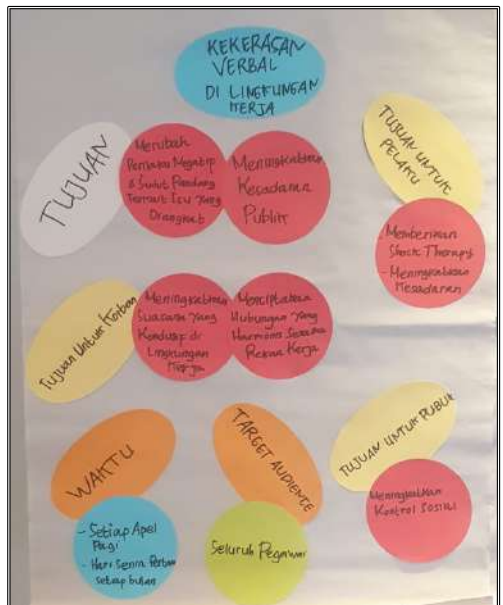 KEKERASAN
VERBAL
DI LINGKUNGAN
KERJA
TUJUAN
Merubah
Perilaku Negatip
& Sudut Pandang
Terkait Isu Yang
Diangkat
Meningkatkan
Kesadaran
Publik
TUJUAN UNTUK
PELAKU
Memberikan
Shock Therapy
- Meningkatkan
Kesadaran
Tujuan Untuk Korban
Meningkatkan
Suasana Yang
Kondusif di
Lingkungan
Kerja
Menciptakan
Hubungan Yang
Harmonis Sesama
Rekan Kerja
WAKTU
- Setiap Apel
Pagi
- Hari Senin Pertama
setiap bulan
TARGET AUDIENCE
Seluruh Pegawai
TUJUAN UNTUK PUBLIK
Meningkatkan
Kontrol Sosial